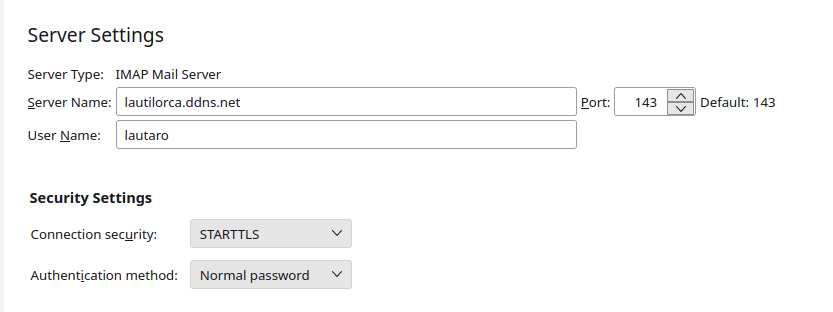 Server Settings
Server Type: IMAP Mail Server
Server Name: lautilorca.ddns.net Port: 143 Default: 143
User Name: lautaro
Security Settings
Connection security: STARTTLS
Authentication method: Normal password